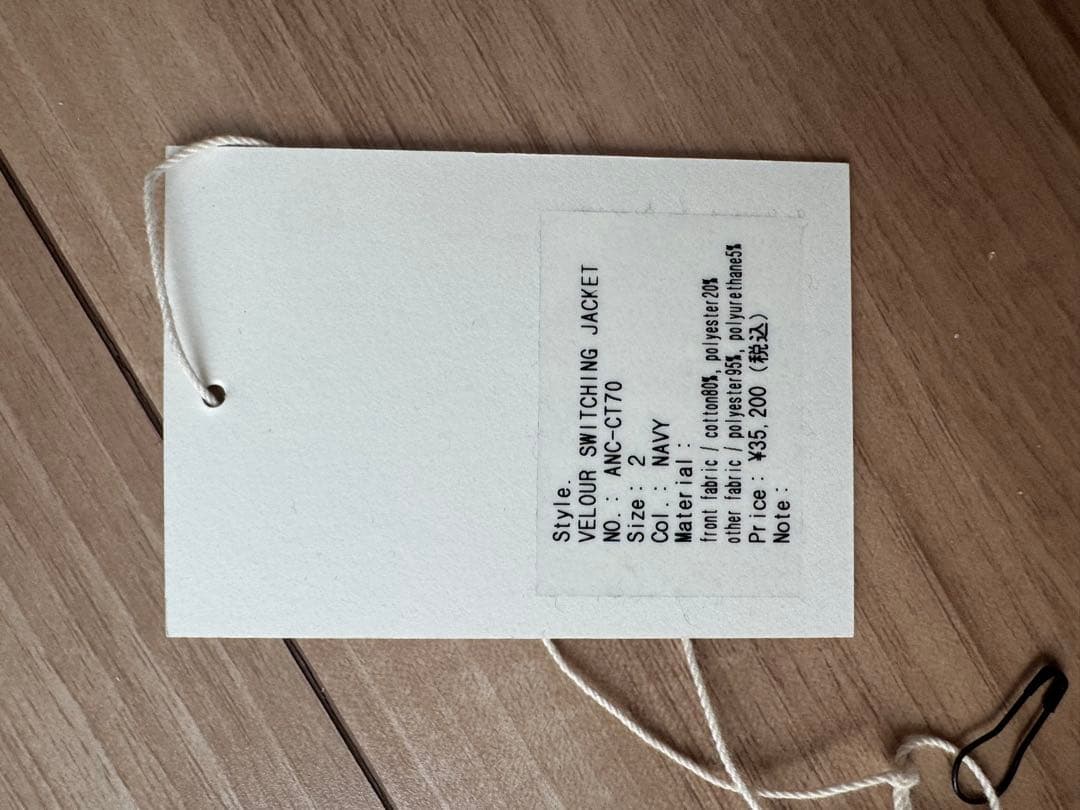 Style.
VELOUR SWITCHING JACKET
NO. : ANC-CT70
Size : 2
Col. : NAVY
Material :
front fabric / cotton80%, polyester20%
other fabric / polyester95%, polyurethane5%
Price : ¥35,200 (税込)
Note :